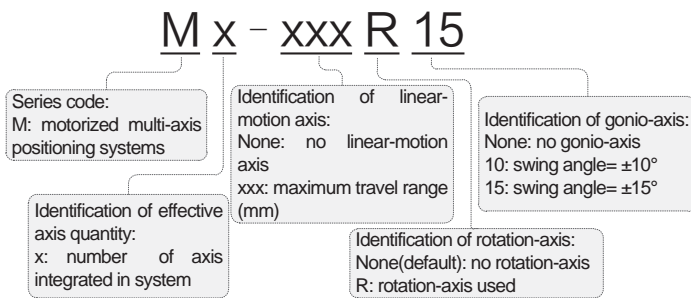 M x - xxx R 15
Series code:
M: motorized multi-axis
positioning systems
Identification of linear-
motion axis:
None: no linear-motion
axis
xxx: maximum travel range
(mm)
Identification of gonio-axis:
None: no gonio-axis
10: swing angle= ±10°
15: swing angle= ±15°
Identification of effective
axis quantity:
x: number of axis
integrated in system
Identification of rotation-axis:
None(default): no rotation-axis
R: rotation-axis used